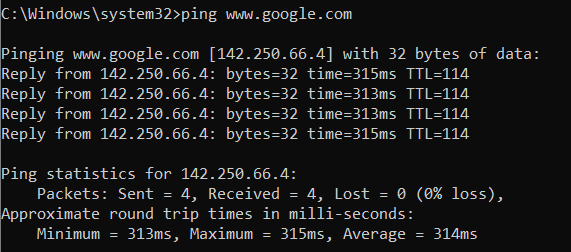 C:\Windows\system32>ping www.google.com
Pinging www.google.com [142.250.66.4] with 32 bytes of data:
Reply from 142.250.66.4: bytes=32 time=315ms TTL=114
Reply from 142.250.66.4: bytes=32 time=313ms TTL=114
Reply from 142.250.66.4: bytes=32 time=313ms TTL=114
Reply from 142.250.66.4: bytes=32 time=315ms TTL=114
Ping statistics for 142.250.66.4:
Packets: Sent = 4, Received = 4, Lost = 0 (0% loss),
Approximate round trip times in milli-seconds:
Minimum = 313ms, Maximum = 315ms, Average = 314ms